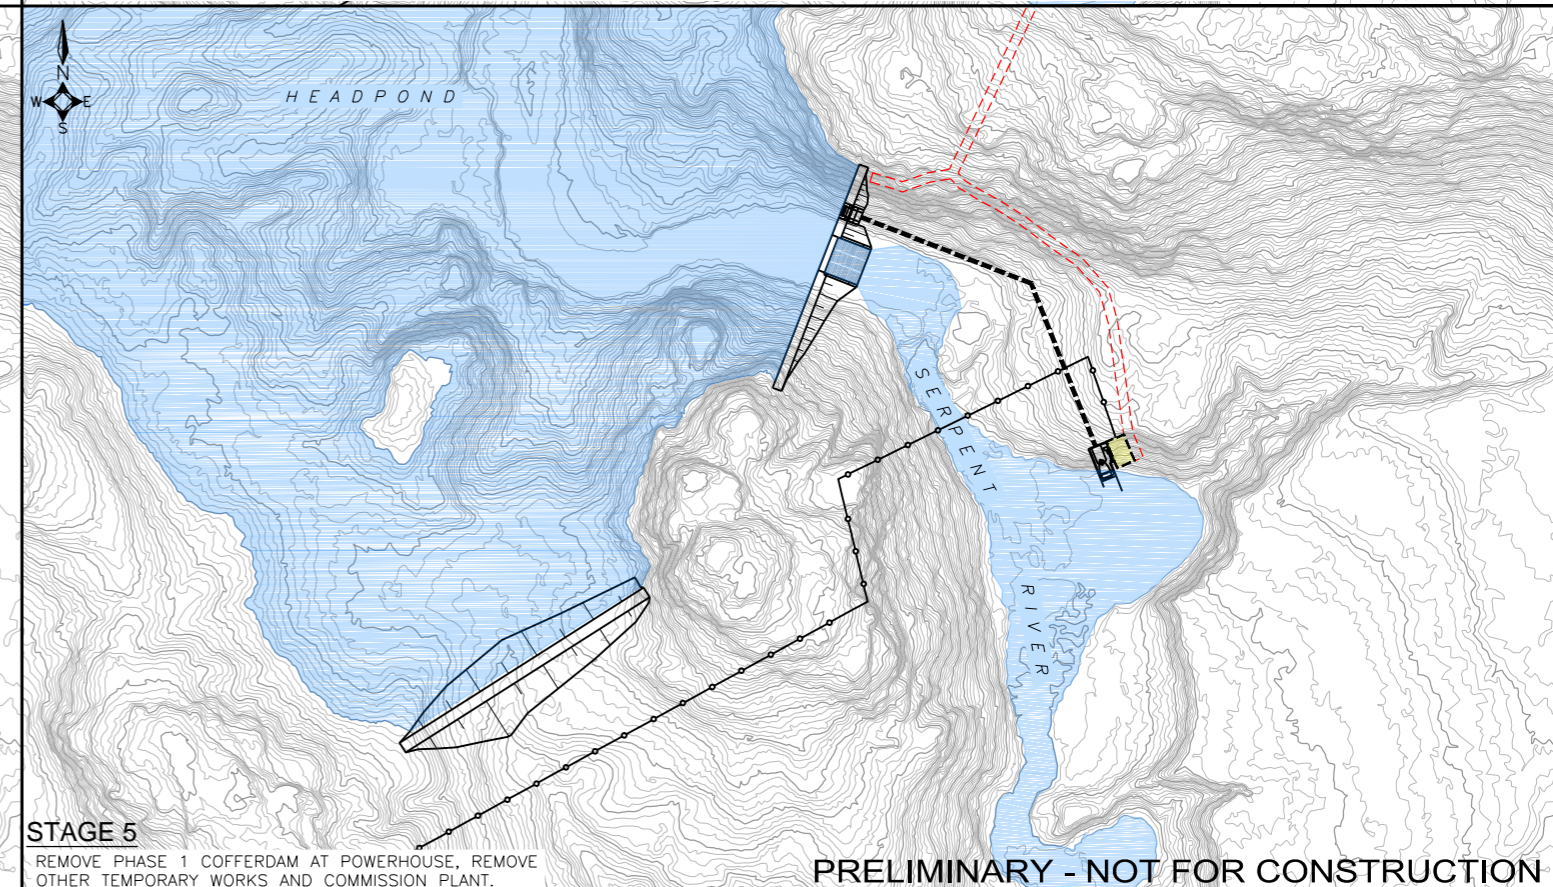 N
W E
S
HEADPOND
SERPENT
RIVER
STAGE 5
REMOVE PHASE 1 COFFERDAM AT POWERHOUSE, REMOVE
OTHER TEMPORARY WORKS AND COMMISSION PLANT.
PRELIMINARY - NOT FOR CONSTRUCTION